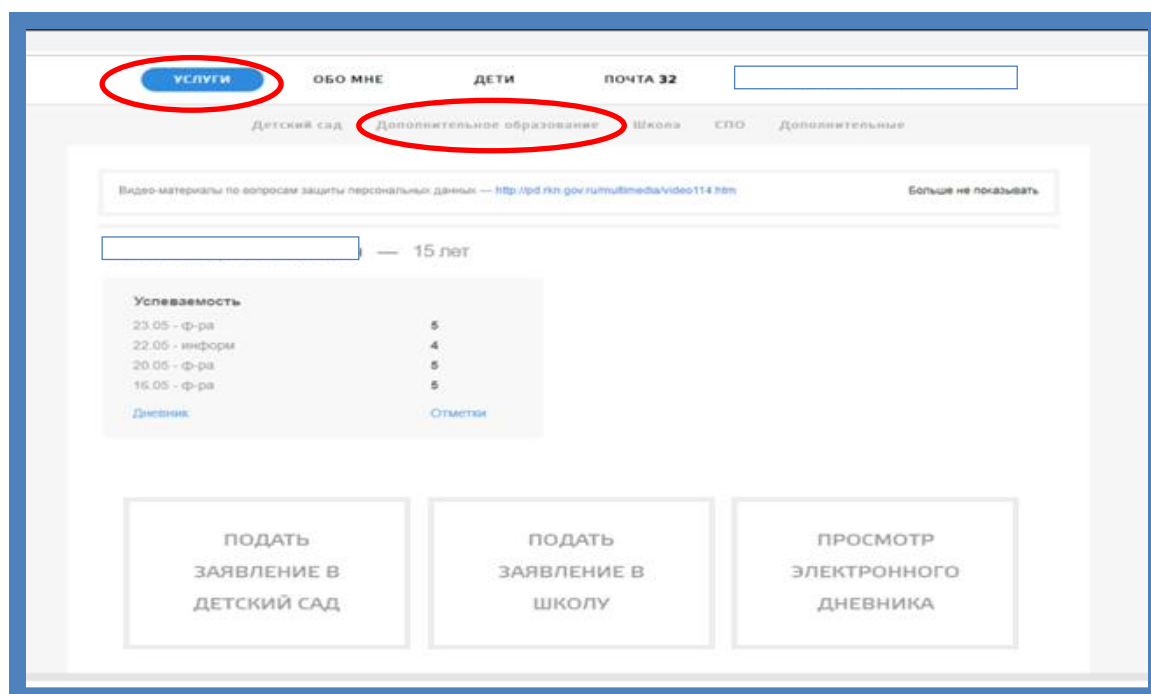 УСЛУГИ ОБО МНЕ ДЕТИ ПОЧТА 32
Детский сад Дополнительное образование Школа СПО Дополнительные
Видео-материалы по вопросам защиты персональных данных — http://pd.rkn.gov.ru/multimedia/video114.htm Больше не показывать
— 15 лет
Успеваемость
23.05 - ф-ра 5
22.05 - информ 4
20.05 - ф-ра 5
16.05 - ф-ра 5
Дневник Отметки
ПОДАТЬ
ЗАЯВЛЕНИЕ В
ДЕТСКИЙ САД
ПОДАТЬ
ЗАЯВЛЕНИЕ В
ШКОЛУ
ПРОСМОТР
ЭЛЕКТРОННОГО
ДНЕВНИКА